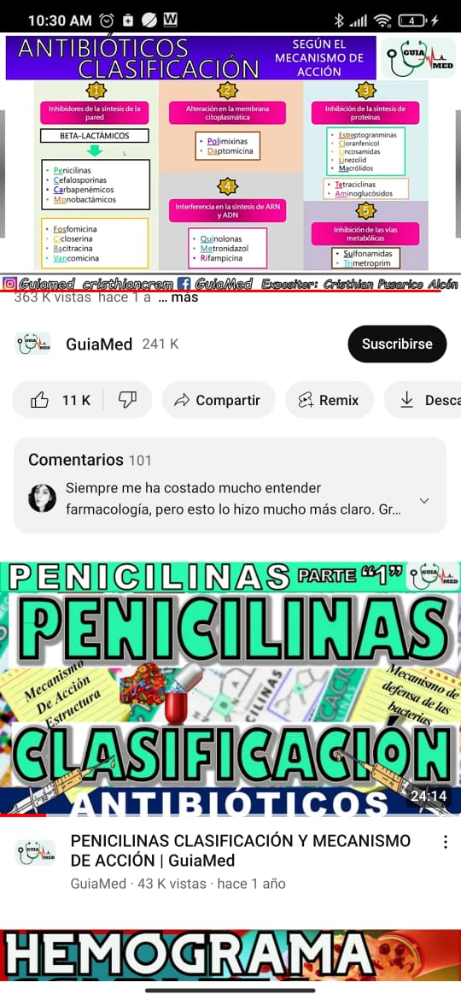 10:30 AM
W
4
ANTIBIÓTICOS
CLASIFICACIÓN
SEGÚN EL
MECANISMO DE
ACCIÓN
GUIA
MED
1
Inhibidores de la síntesis de la
pared
BETA-LACTÁMICOS
Penicilinas
Cefalosporinas
Carbapenémicos
Monobactámicos
Fosfomicina
Cicloserina
Bacitracina
Vancomicina
2
Alteración en la membrana
citoplasmática
Polimixinas
Daptomicina
4
Interferencia en la síntesis de ARN
y ADN
Quinolonas
Metronidazol
Rifampicina
3
Inhibición de la síntesis de
proteínas
Estreptograminas
Cloranfenicol
Lincosamidas
Linezolid
Macrólidos
Tetraciclinas
Aminoglucósidos
5
Inhibición de las vías
metabólicas
Sulfonamidas
Trimetroprim
Guiamed_cristhiancrem GuiaMed Expositor: Cristhian Pusarico Alcón
363 K vistas hace 1 a ... más
GUIA
MED
GuiaMed 241 K
Suscribirse
11 K
Compartir
Remix
Desca
Comentarios 101
Siempre me ha costado mucho entender
farmacología, pero esto lo hizo mucho más claro. Gr...
PENICILINAS PARTE “1”
GUIA
MED
PENICILINAS
Mecanismo
De Acción
Estructura
CILINAS
CACIÓ
Mecanismo de
defensa de las
bacterias
CLASIFICACIÓN
ANTIBIÓTICOS
24:14
GUIA
MED
PENICILINAS CLASIFICACIÓN Y MECANISMO
DE ACCIÓN | GuiaMed
GuiaMed · 43 K vistas · hace 1 año
HEMOGRAMA